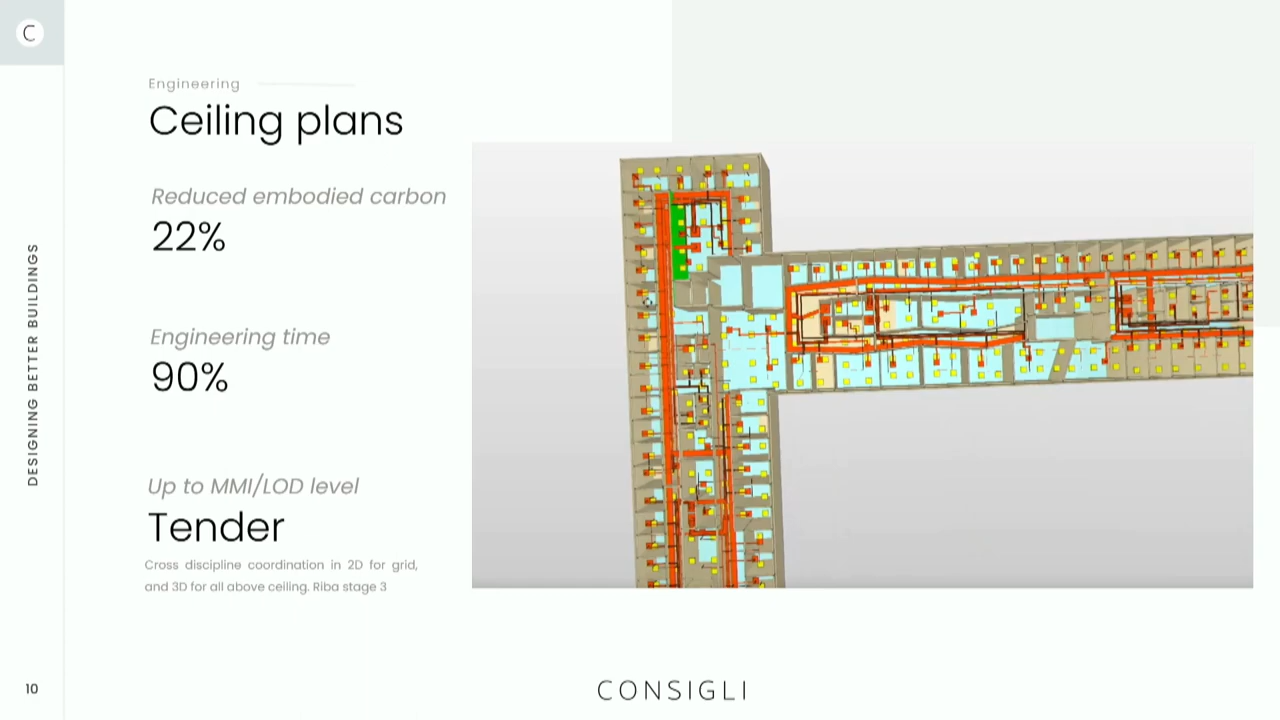 C
Engineering
Ceiling plans
Reduced embodied carbon
22%
Engineering time
90%
Up to MMI/LOD level
Tender
Cross discipline coordination in 2D for grid,
and 3D for all above ceiling. Riba stage 3
DESIGNING BETTER BUILDINGS
10
CONSIGLI